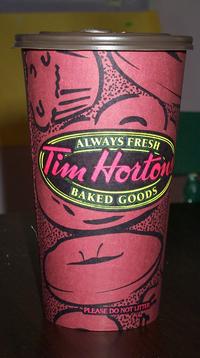 ALWAYS FRESH
Tim Hortons
BAKED GOODS
PLEASE DO NOT LITTER